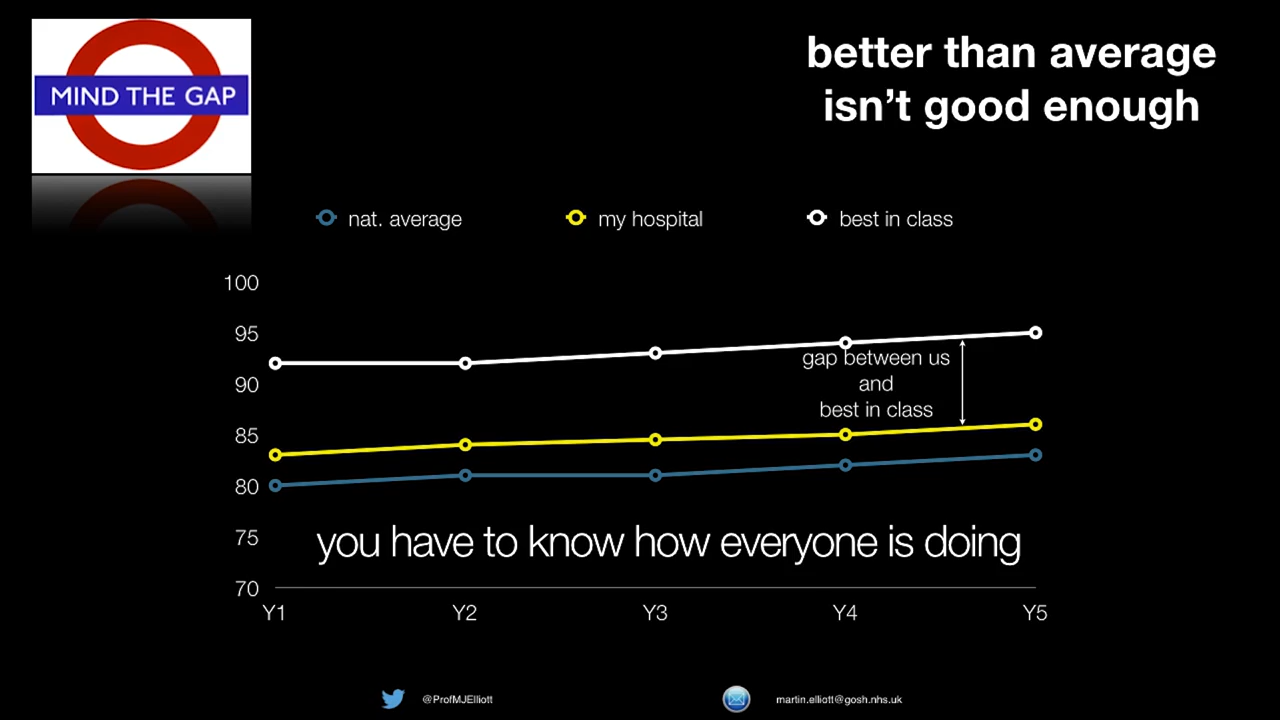 MIND THE GAP
better than average
isn't good enough
nat. average
my hospital
best in class
100
95
90
85
80
75
70
gap between us
and
best in class
you have to know how everyone is doing
Y1
Y2
Y3
Y4
Y5
@ProfMJElliott
martin.elliott@gosh.nhs.uk